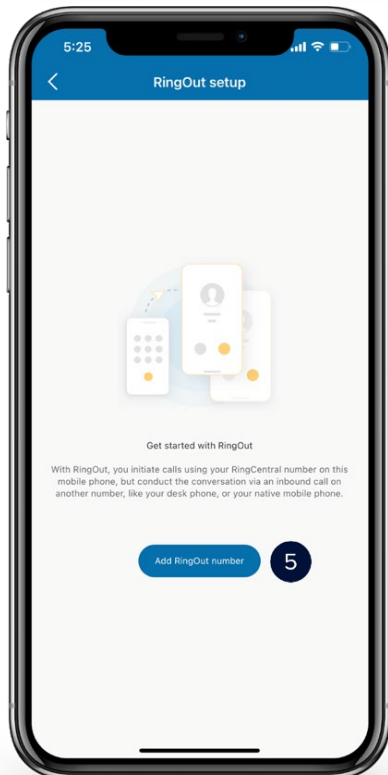 5:25
RingOut setup
Get started with RingOut
With RingOut, you initiate calls using your RingCentral number on this
mobile phone, but conduct the conversation via an inbound call on
another number, like your desk phone, or your native mobile phone.
Add RingOut number
5